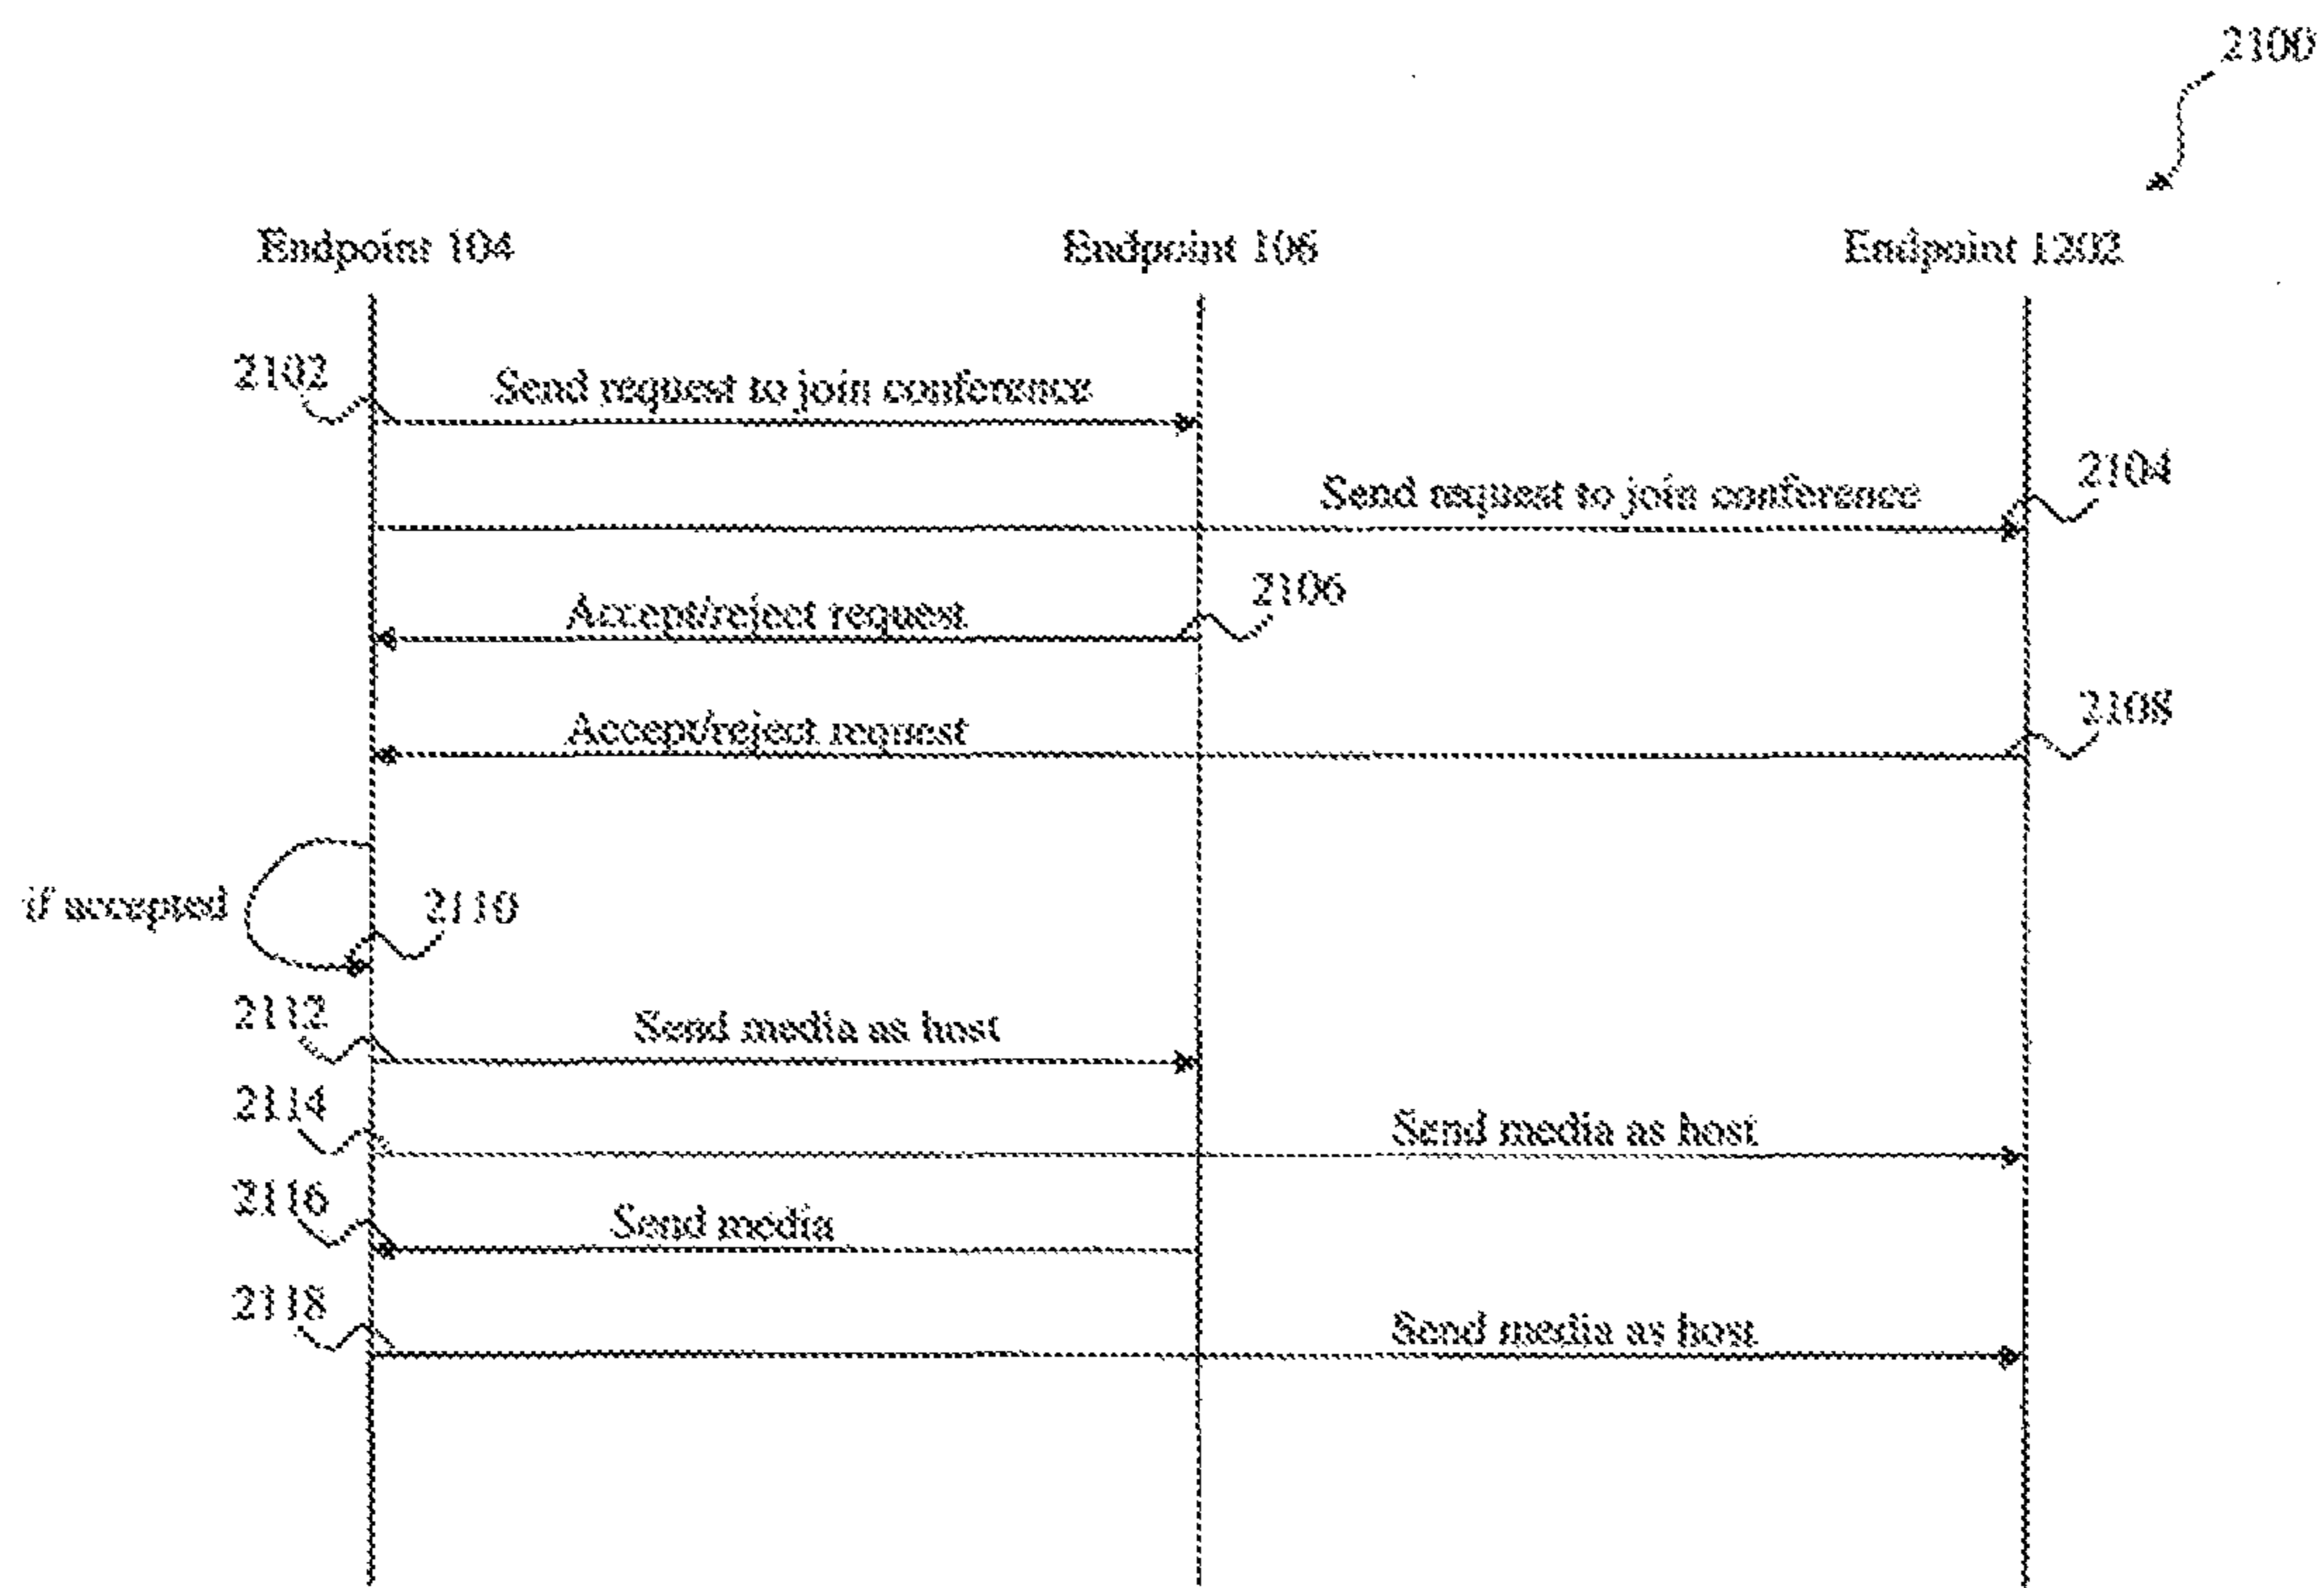 2100
Endpoint 104
Endpoint 106
Endpoint 1202
2102
Send request to join conference
Send request to join conference
2104
Accept/reject request
2106
Accept/reject request
2108
if accepted
2110
2112
Send media as host
2114
Send media as host
2116
Send media
2118
Send media as host